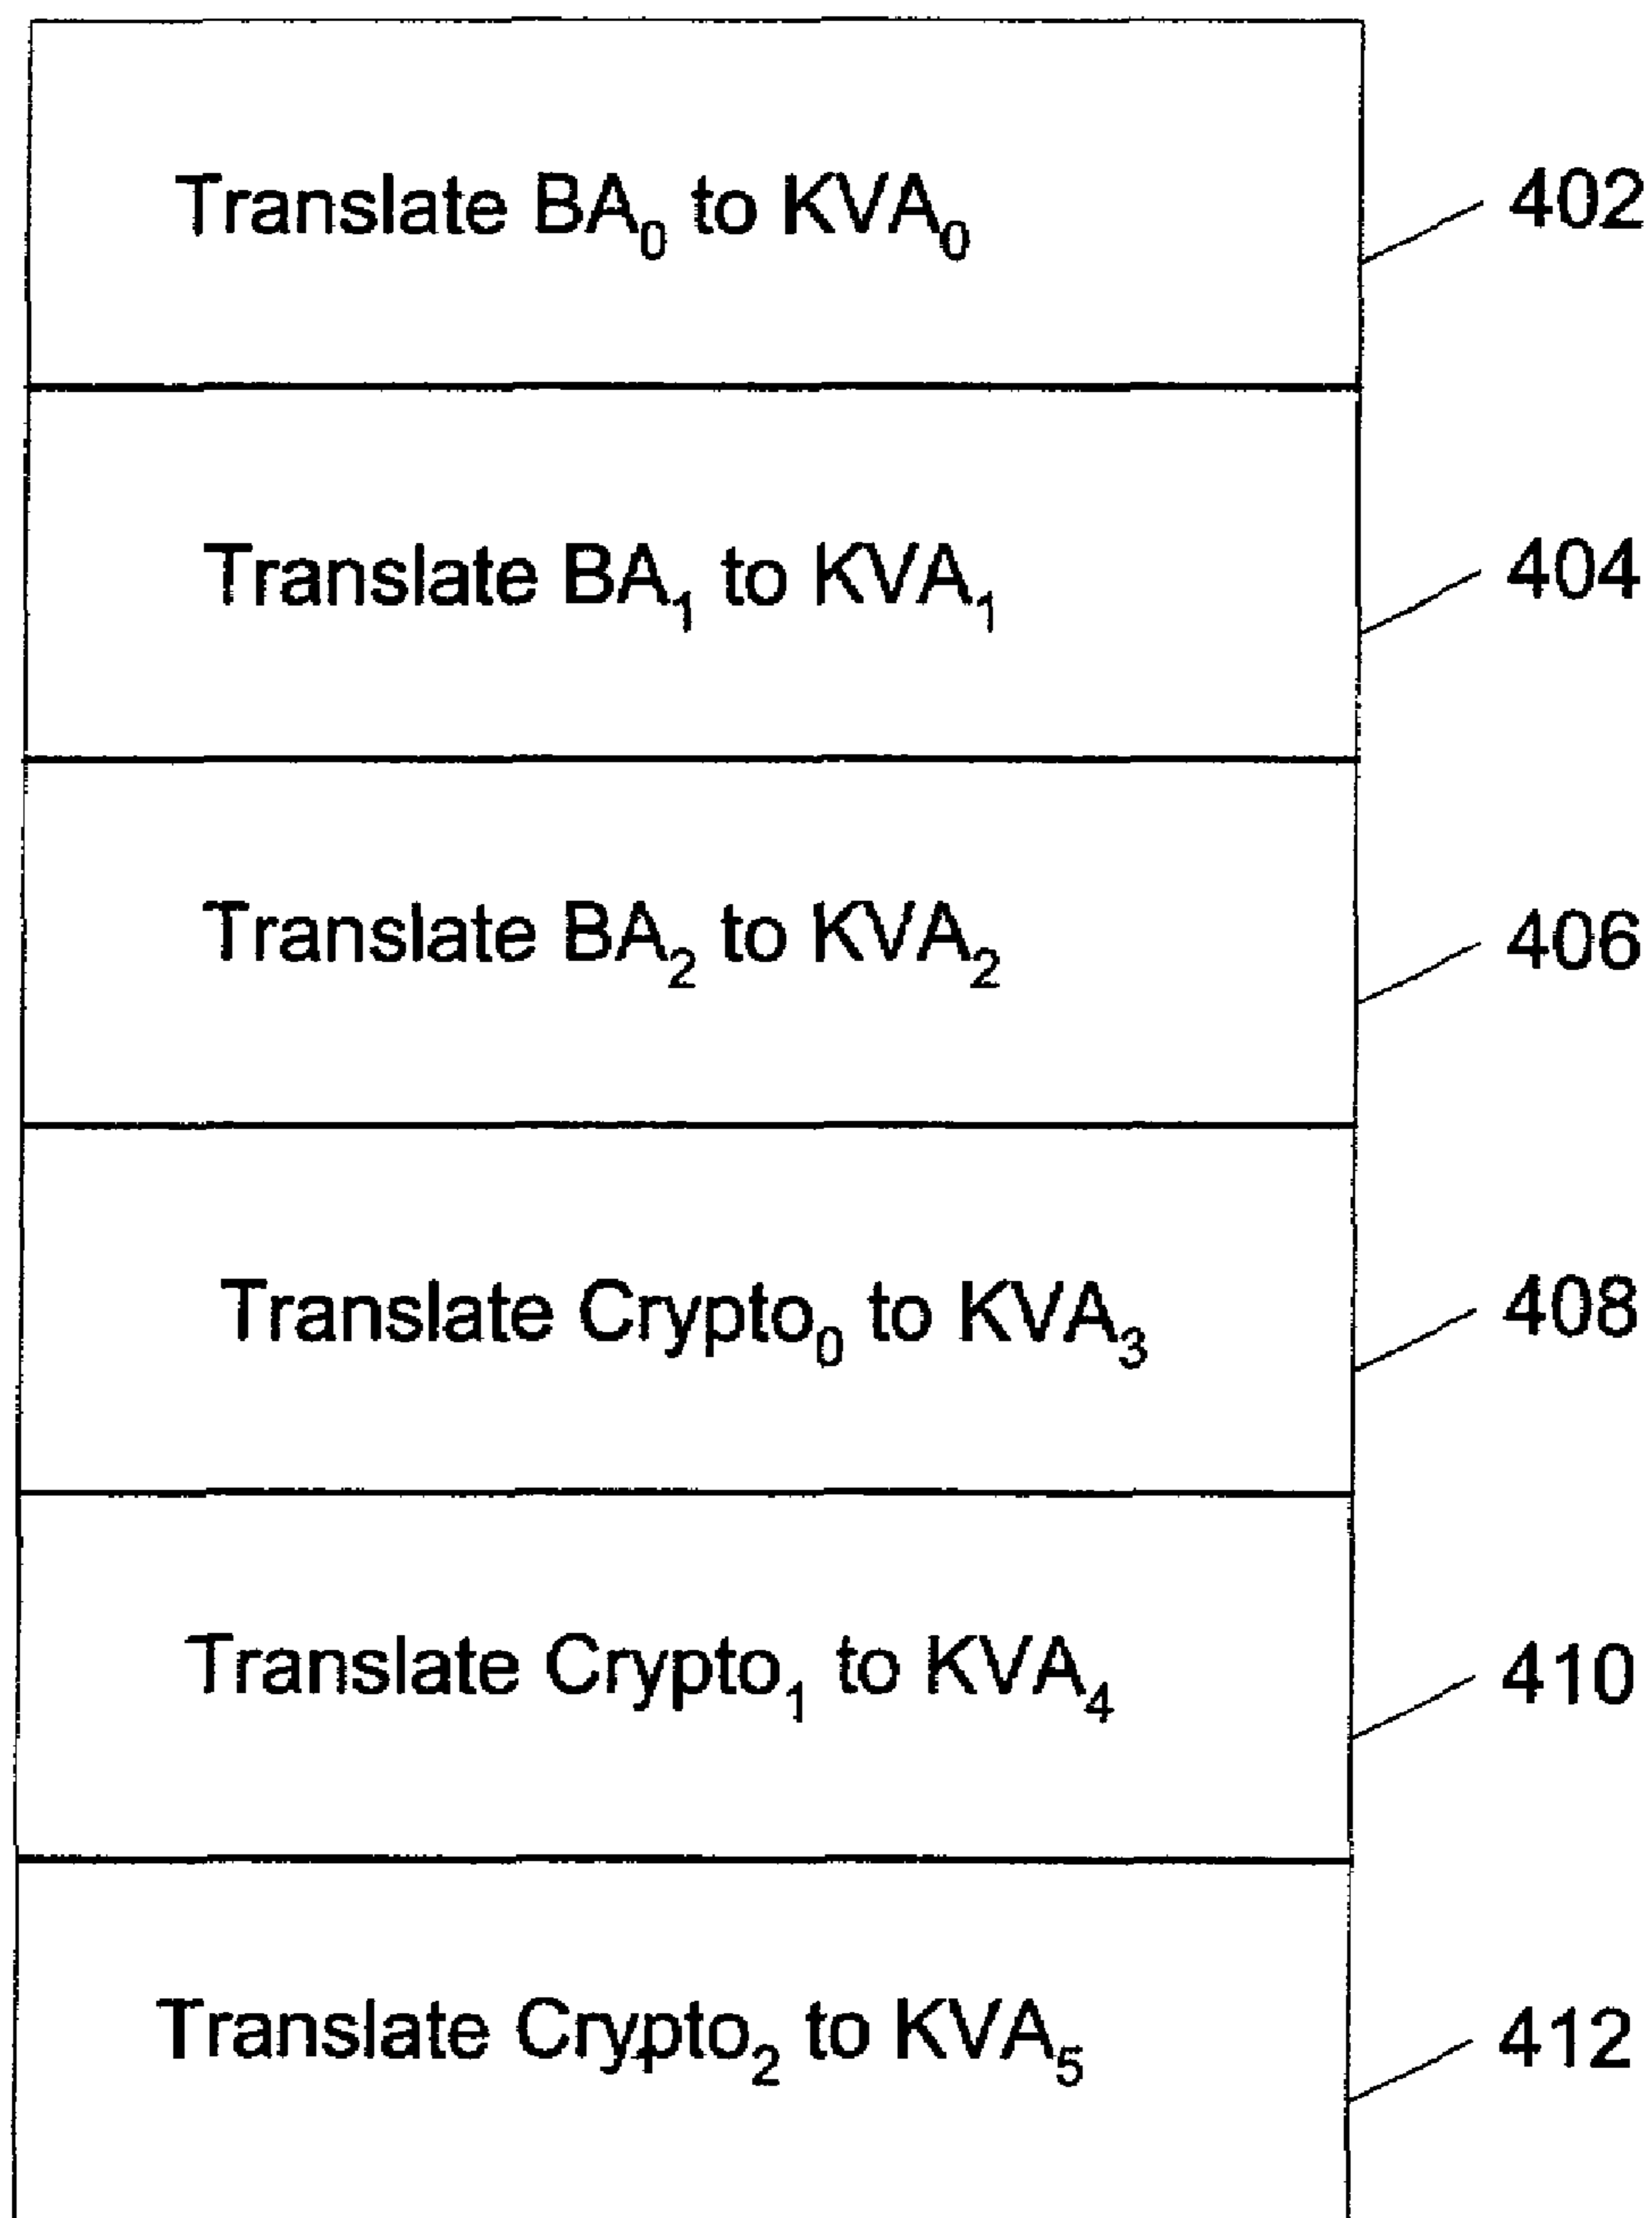 Translate BA₀ to KVA₀ 402
Translate BA₁ to KVA₁ 404
Translate BA₂ to KVA₂ 406
Translate Crypto₀ to KVA₃ 408
Translate Crypto₁ to KVA₄ 410
Translate Crypto₂ to KVA₅ 412